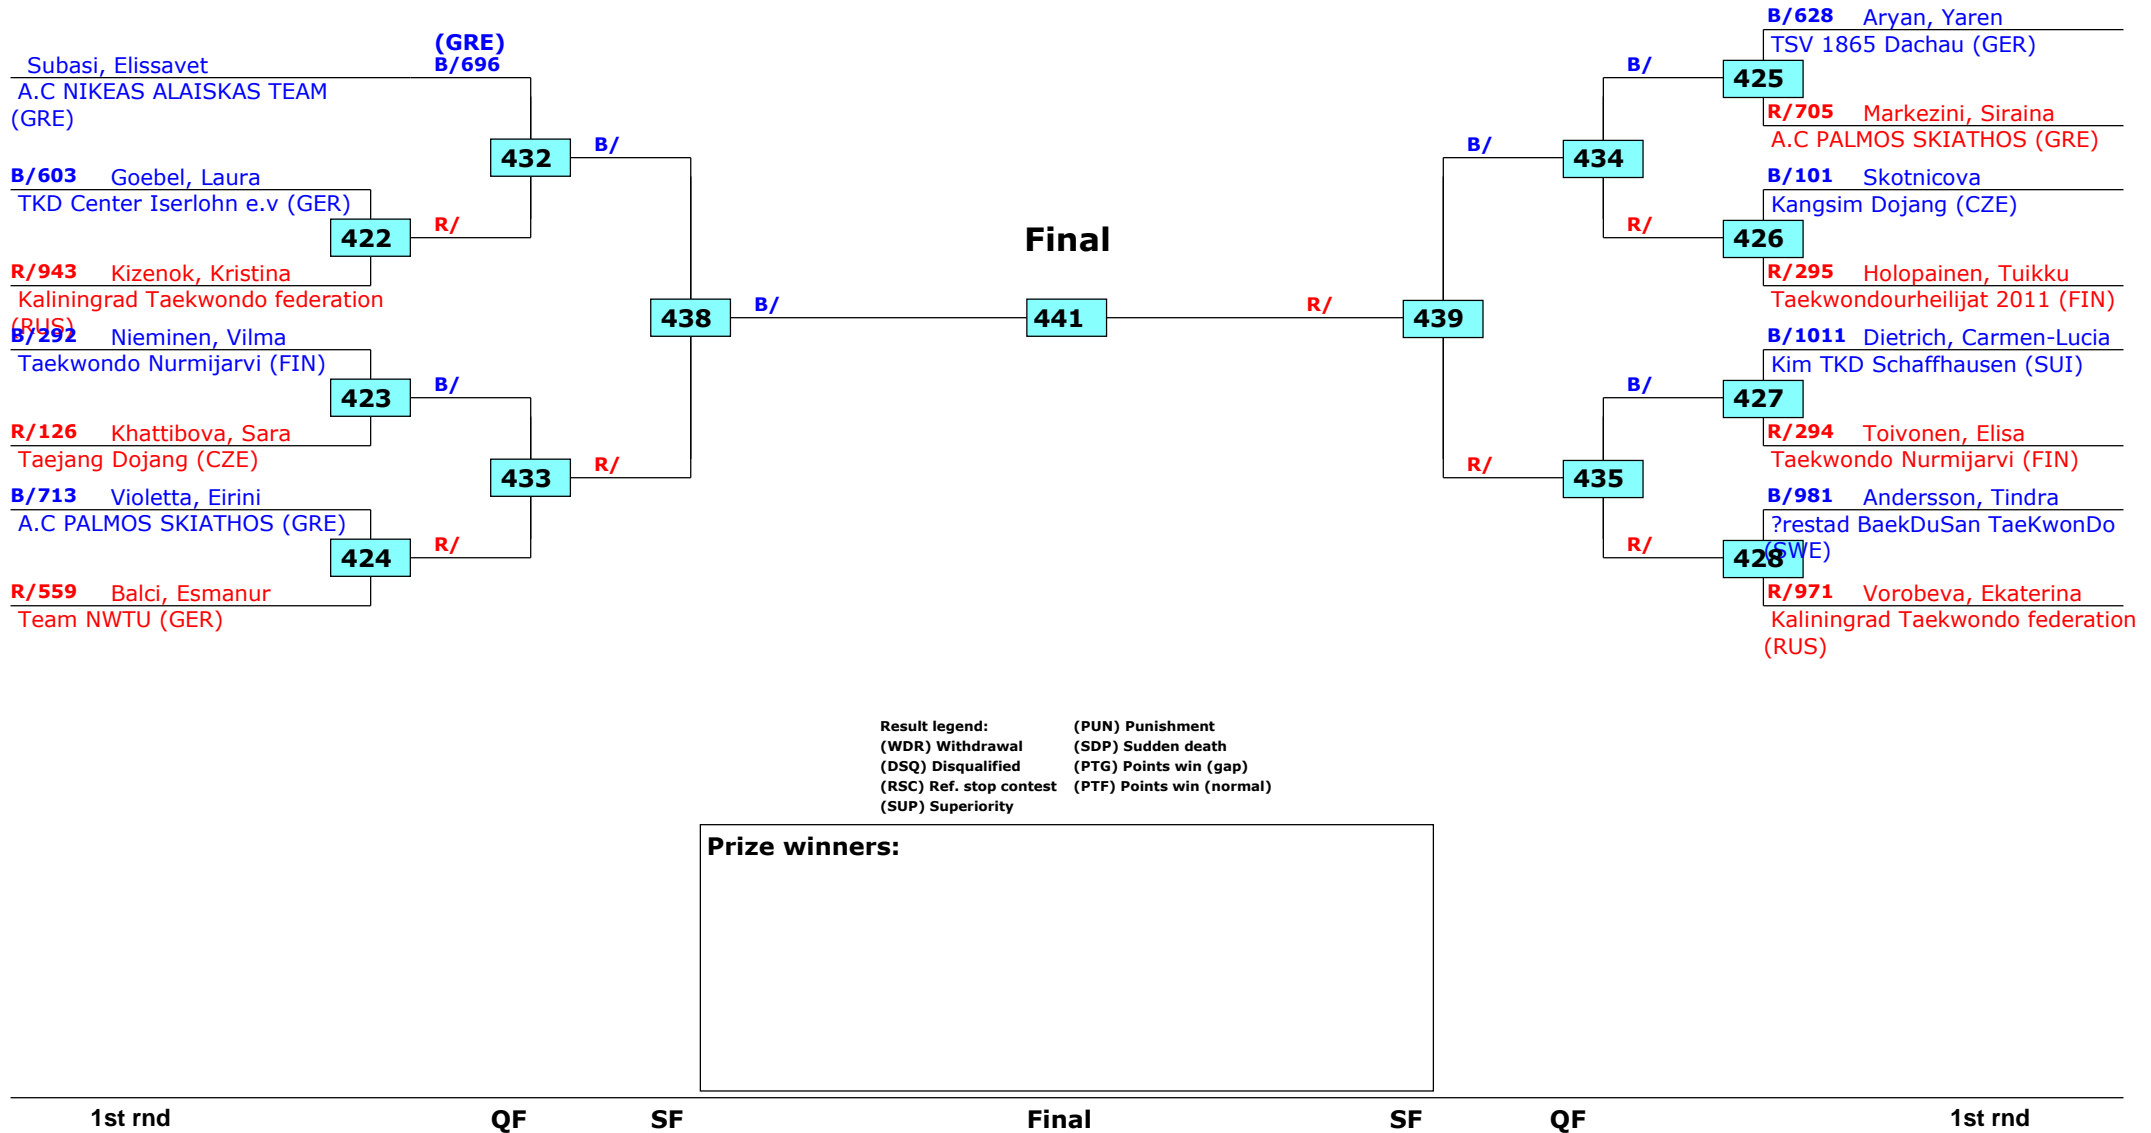 (GRE)
Subasi, Elissavet B/696
A.C NIKEAS ALAISKAS TEAM
(GRE)
432
B/
B/603 Goebel, Laura
TKD Center Iserlohn e.v (GER)
422
R/
R/943 Kizenok, Kristina
Kaliningrad Taekwondo federation
(RUS)
B/292 Nieminen, Vilma
Taekwondo Nurmijarvi (FIN)
423
B/
R/126 Khattibova, Sara
Taejang Dojang (CZE)
433
R/
B/713 Violetta, Eirini
A.C PALMOS SKIATHOS (GRE)
424
R/
R/559 Balci, Esmanur
Team NWTU (GER)
438
B/
Final
441
R/
439
B/628 Aryan, Yaren
TSV 1865 Dachau (GER)
B/
425
R/705 Markezini, Siraina
A.C PALMOS SKIATHOS (GRE)
B/
434
B/101 Skotnicova
Kangsim Dojang (CZE)
R/
426
R/295 Holopainen, Tuikku
Taekwondourheilijat 2011 (FIN)
B/1011 Dietrich, Carmen-Lucia
Kim TKD Schaffhausen (SUI)
B/
427
R/294 Toivonen, Elisa
Taekwondo Nurmijarvi (FIN)
R/
435
B/981 Andersson, Tindra
?restad BaekDuSan TaeKwonDo
(SWE)
R/
428
R/971 Vorobeva, Ekaterina
Kaliningrad Taekwondo federation
(RUS)
Result legend: (PUN) Punishment
(WDR) Withdrawal (SDP) Sudden death
(DSQ) Disqualified (PTG) Points win (gap)
(RSC) Ref. stop contest (PTF) Points win (normal)
(SUP) Superiority
Prize winners:
1st rnd QF SF Final SF QF 1st rnd